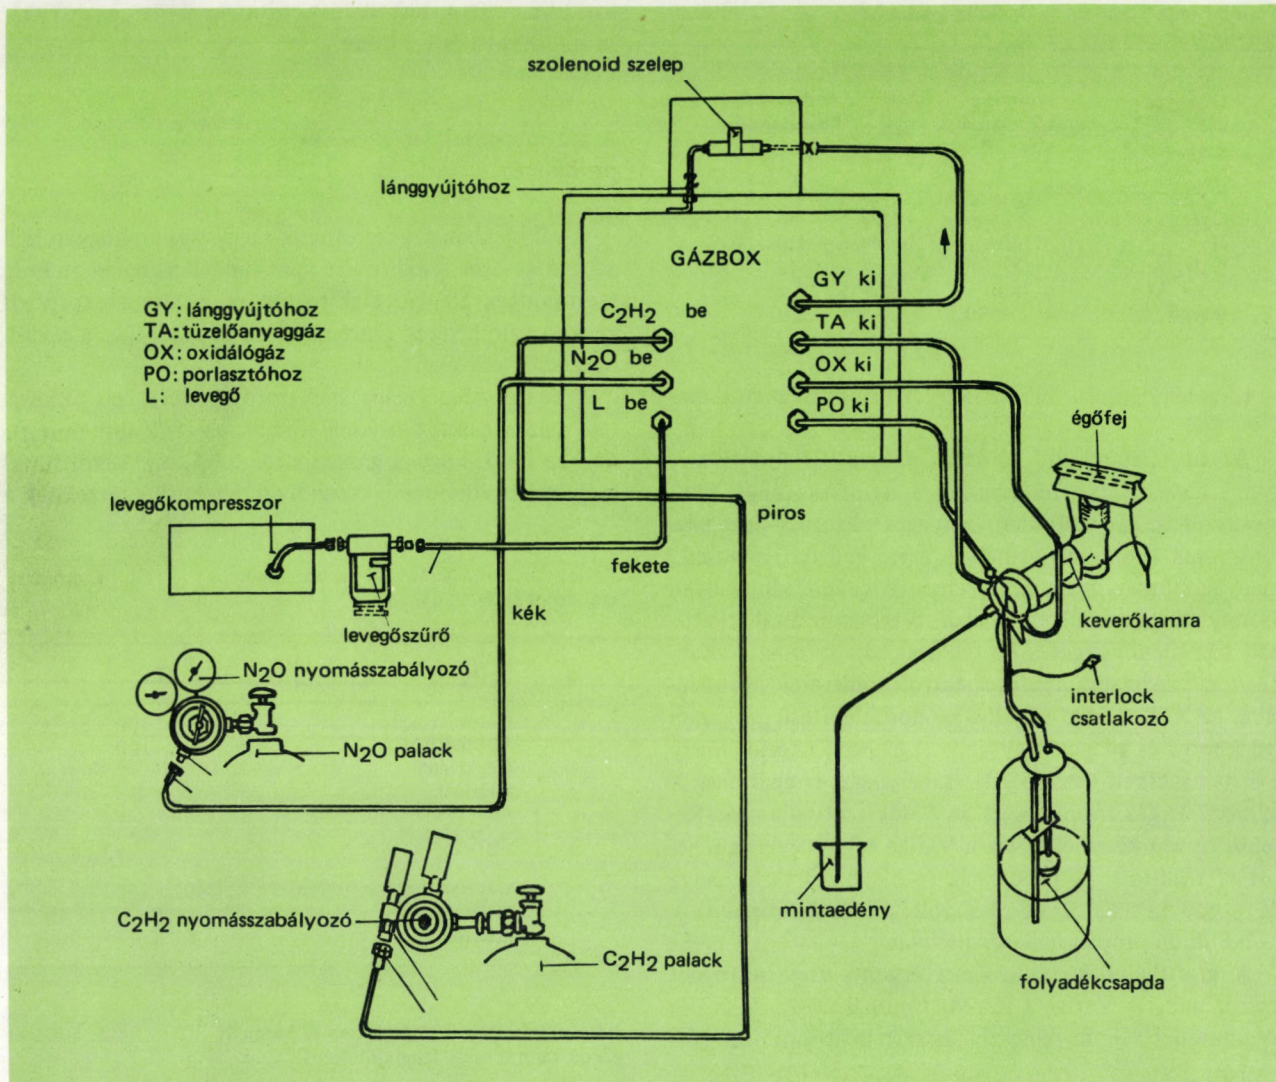 szolenoid szelep
lánggyújtóhoz
GÁZBOX
GY ki
C2H2 be
TA ki
N2O be
OX ki
L be
PO ki
GY: lánggyújtóhoz
TA: tüzelőanyaggáz
OX: oxidálógáz
PO: porlasztóhoz
L: levegő
égőfej
levegőkompresszor
piros
fekete
kék
levegőszűrő
keverőkamra
N2O nyomásszabályozó
interlock
csatlakozó
N2O palack
mintaedény
C2H2 nyomásszabályozó
C2H2 palack
folyadékcsapda